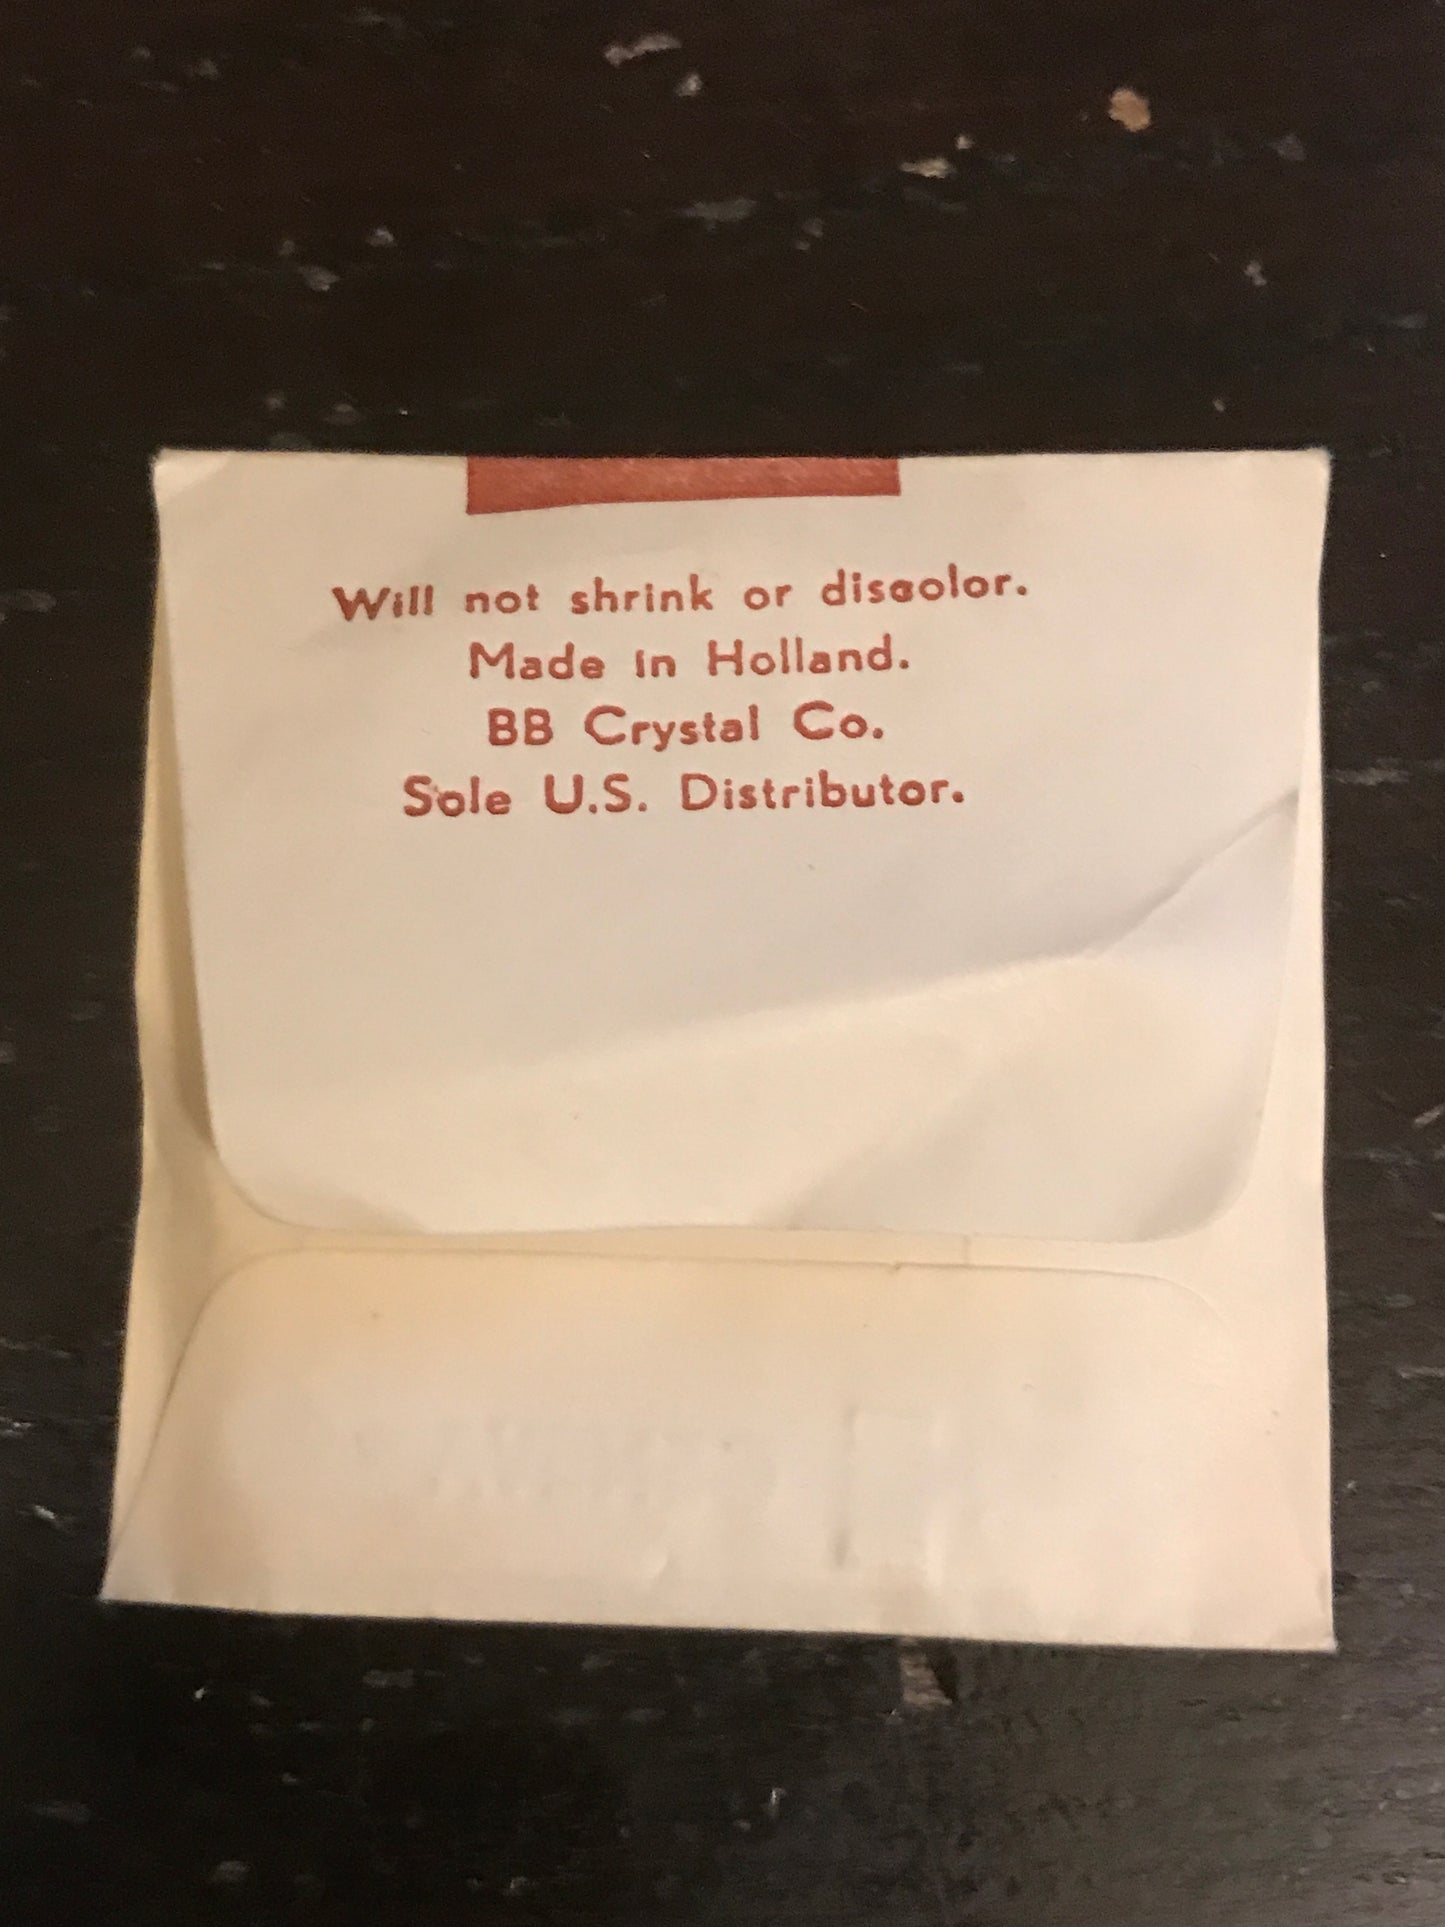 Will not shrink or discolor.
Made in Holland.
BB Crystal Co.
Sole U.S. Distributor.